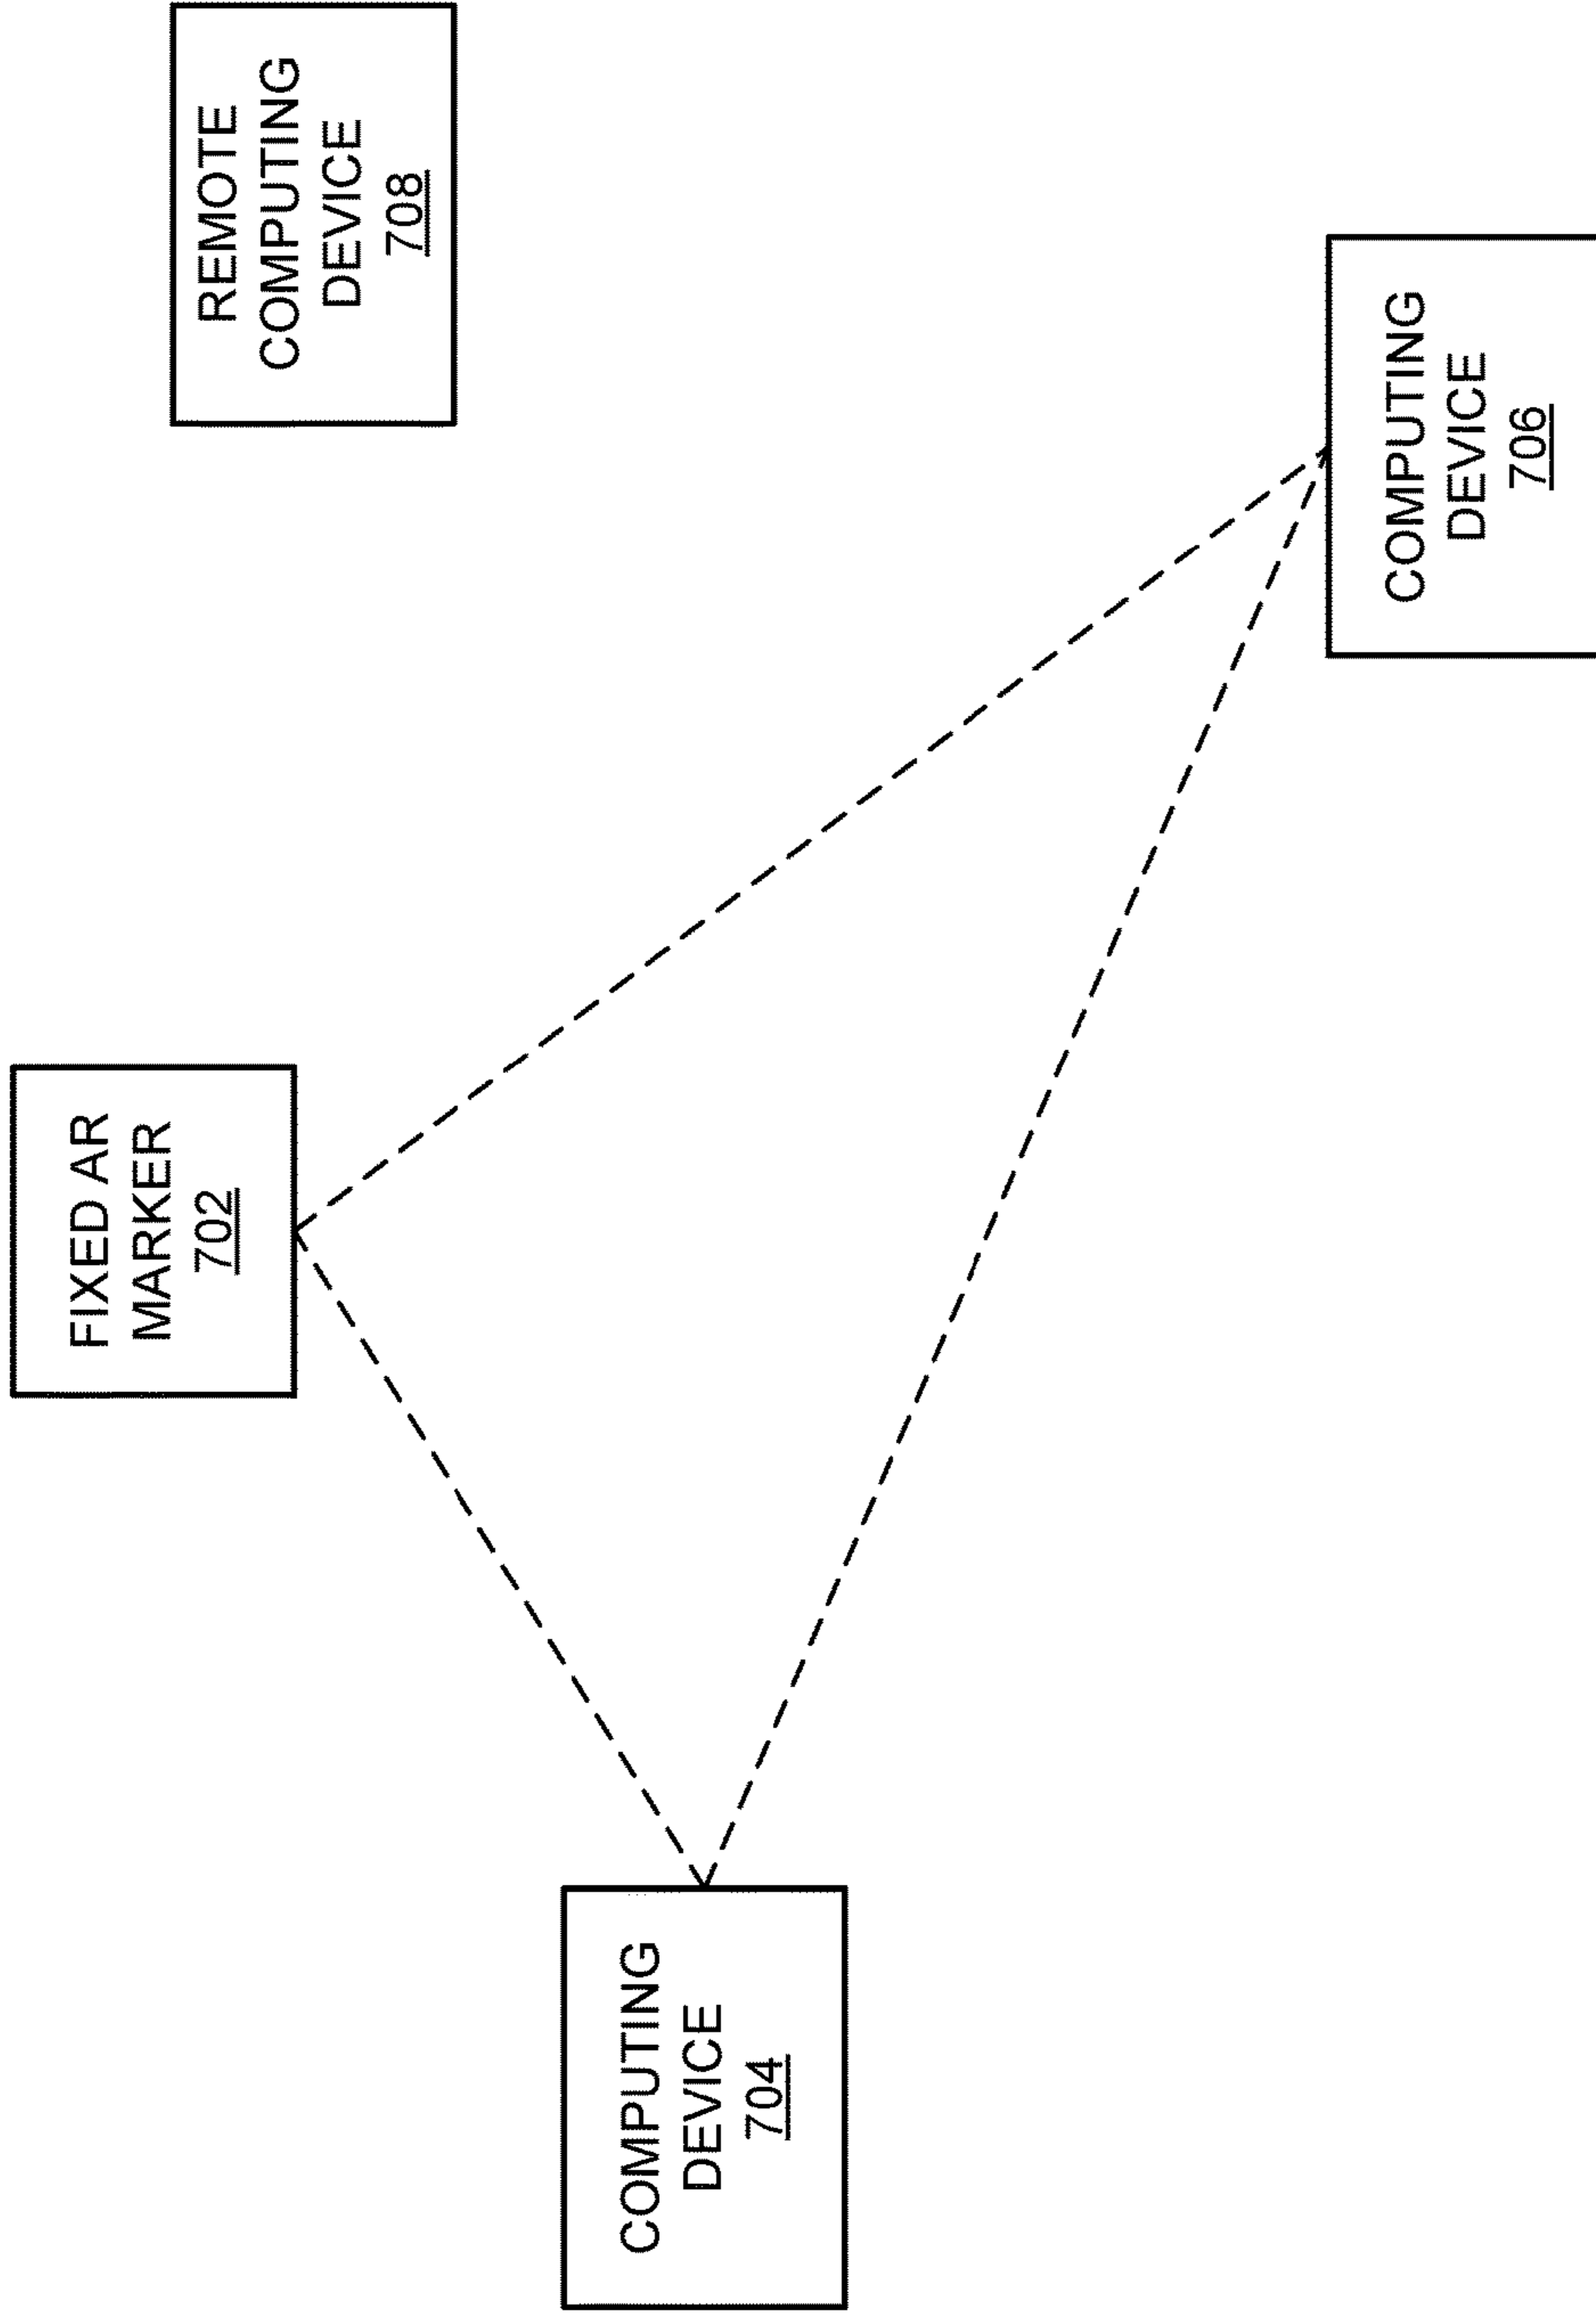 FIXED AR
MARKER
702
REMOTE
COMPUTING
DEVICE
708
COMPUTING
DEVICE
704
COMPUTING
DEVICE
706